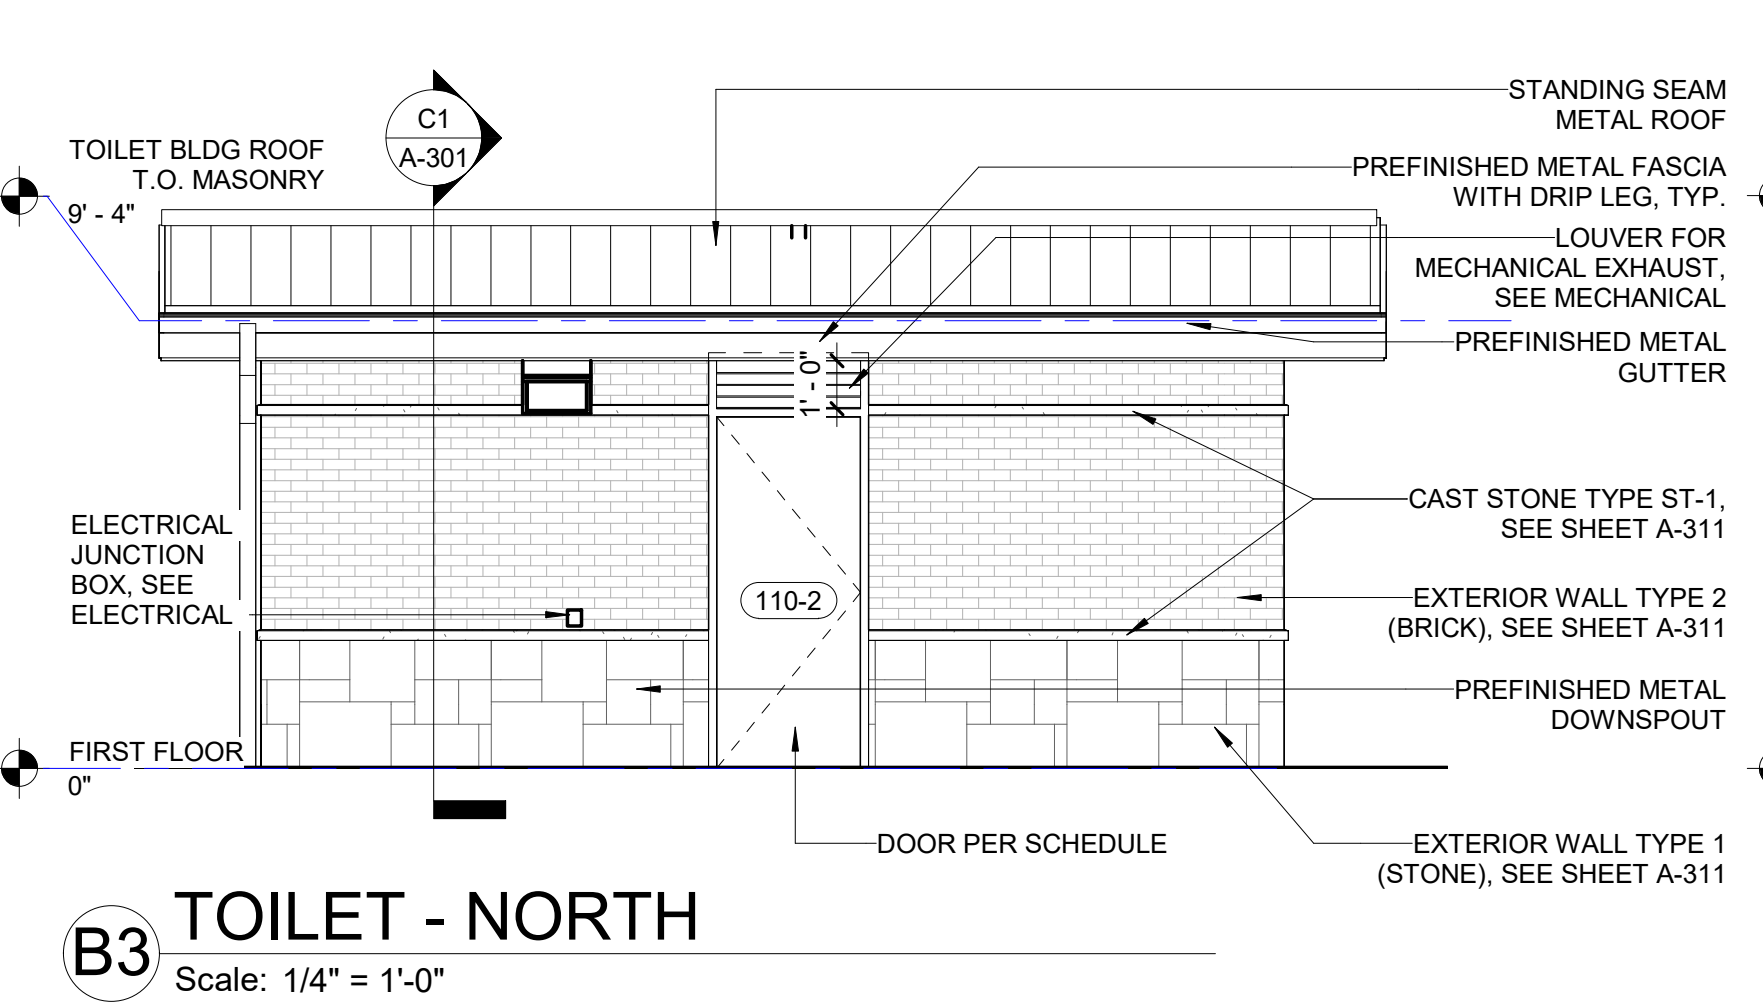 STANDING SEAM
METAL ROOF
C1
A-301
TOILET BLDG ROOF
T.O. MASONRY
9' - 4"
PREFINISHED METAL FASCIA
WITH DRIP LEG, TYP.
LOUVER FOR
MECHANICAL EXHAUST,
SEE MECHANICAL
PREFINISHED METAL
GUTTER
1' - 0"
CAST STONE TYPE ST-1,
SEE SHEET A-311
ELECTRICAL
JUNCTION
BOX, SEE
ELECTRICAL
110-2
EXTERIOR WALL TYPE 2
(BRICK), SEE SHEET A-311
PREFINISHED METAL
DOWNSPOUT
FIRST FLOOR
0"
DOOR PER SCHEDULE
EXTERIOR WALL TYPE 1
(STONE), SEE SHEET A-311
B3
TOILET - NORTH
Scale: 1/4" = 1'-0"